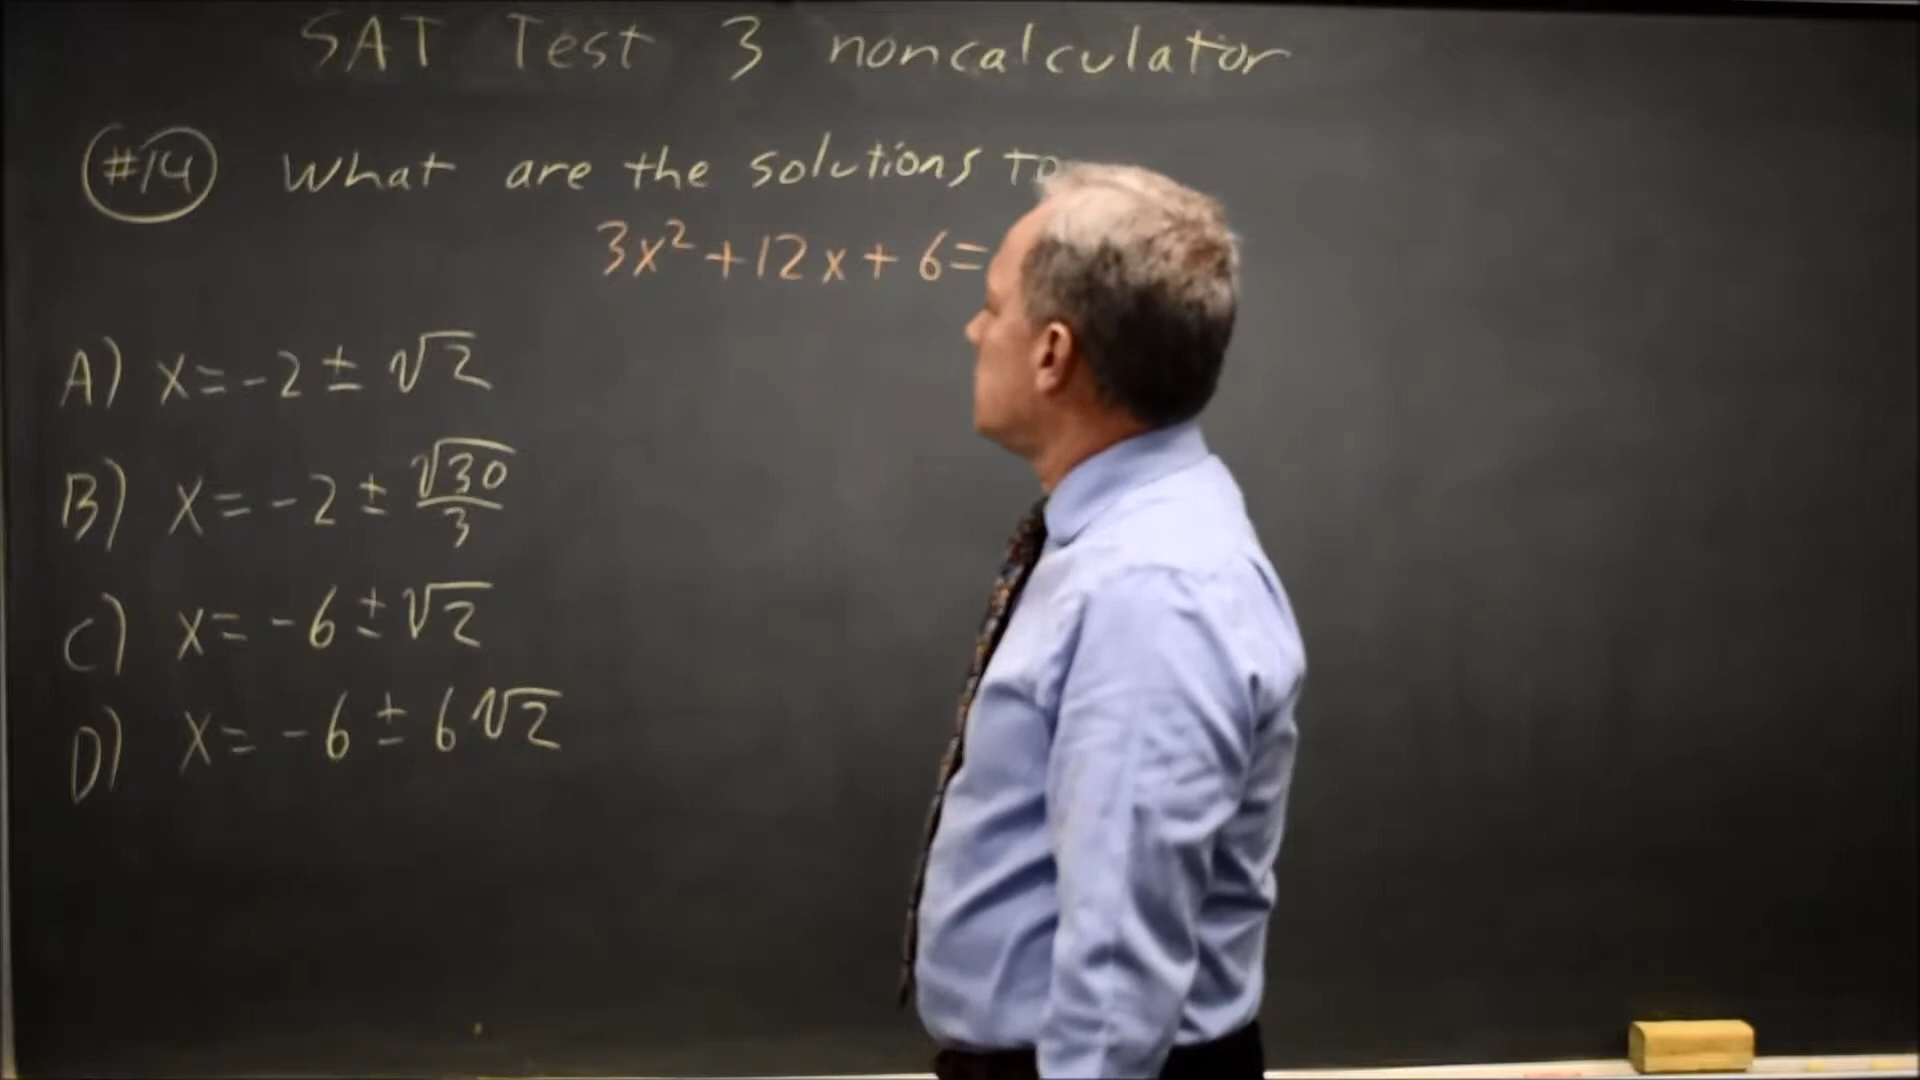 SAT Test 3 noncalculator
#14 What are the solutions to
3x² + 12x + 6 =
A) x = -2 ± √2
B) x = -2 ± √30/3
C) x = -6 ± √2
D) x = -6 ± 6√2